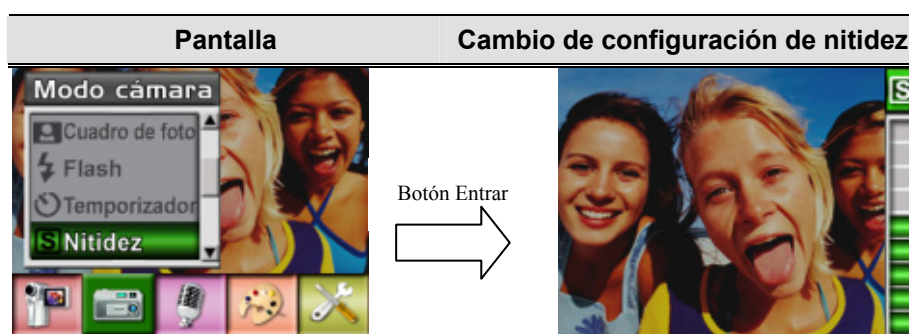 Pantalla
Cambio de configuración de nitidez
Modo cámara
Cuadro de foto
Flash
Temporizador
S Nitidez
Botón Entrar
S